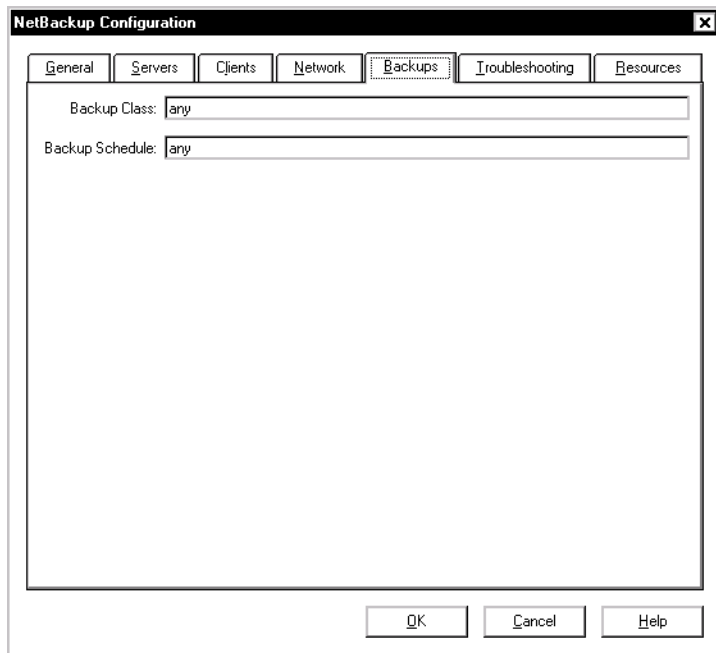 NetBackup Configuration
General Servers Clients Network Backups Troubleshooting Resources
Backup Class: any
Backup Schedule: any
OK Cancel Help